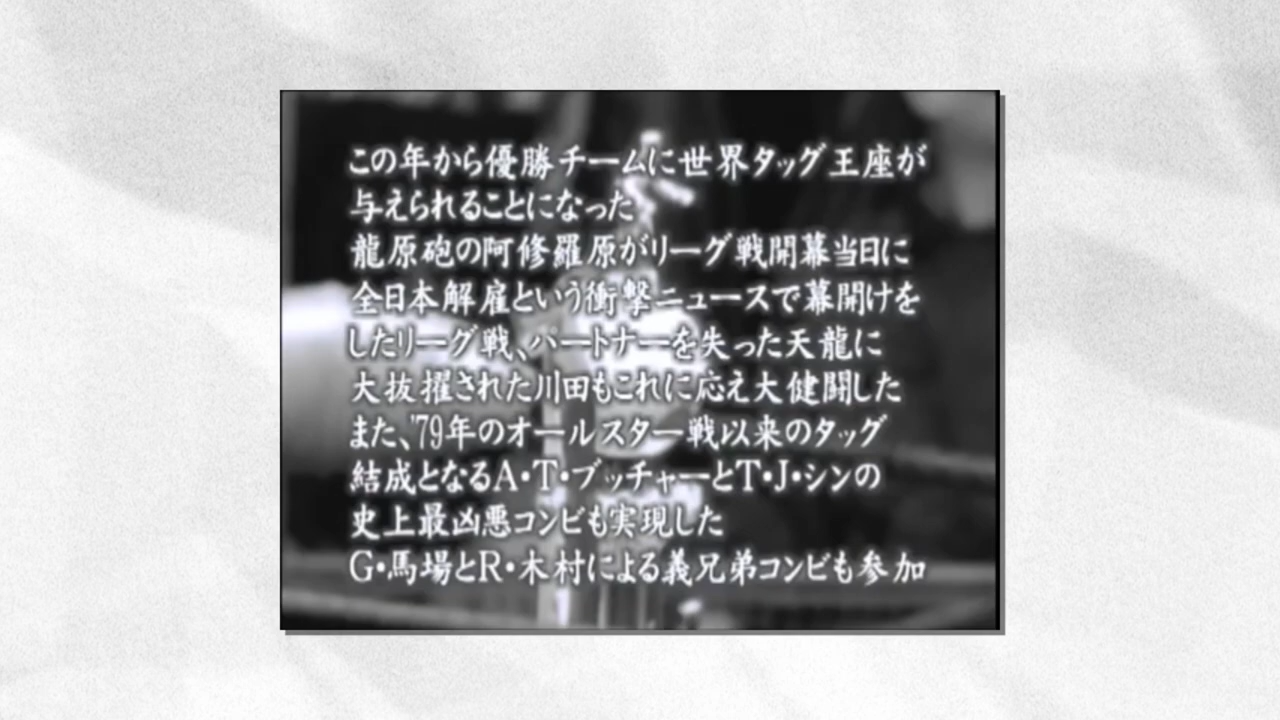 この年から優勝チームに世界タッグ王座が
与えられることになった
龍原砲の阿修羅原がリーグ戦開幕当日に
全日本解雇という衝撃ニュースで幕開けを
したリーグ戦、パートナーを失った天龍に
大抜擢された川田もこれに応え大健闘した
また、'79年のオールスター戦以来のタッグ
結成となるA・T・ブッチャーとT・J・シンの
史上最凶悪コンビも実現した
G・馬場とR・木村による義兄弟コンビも参加